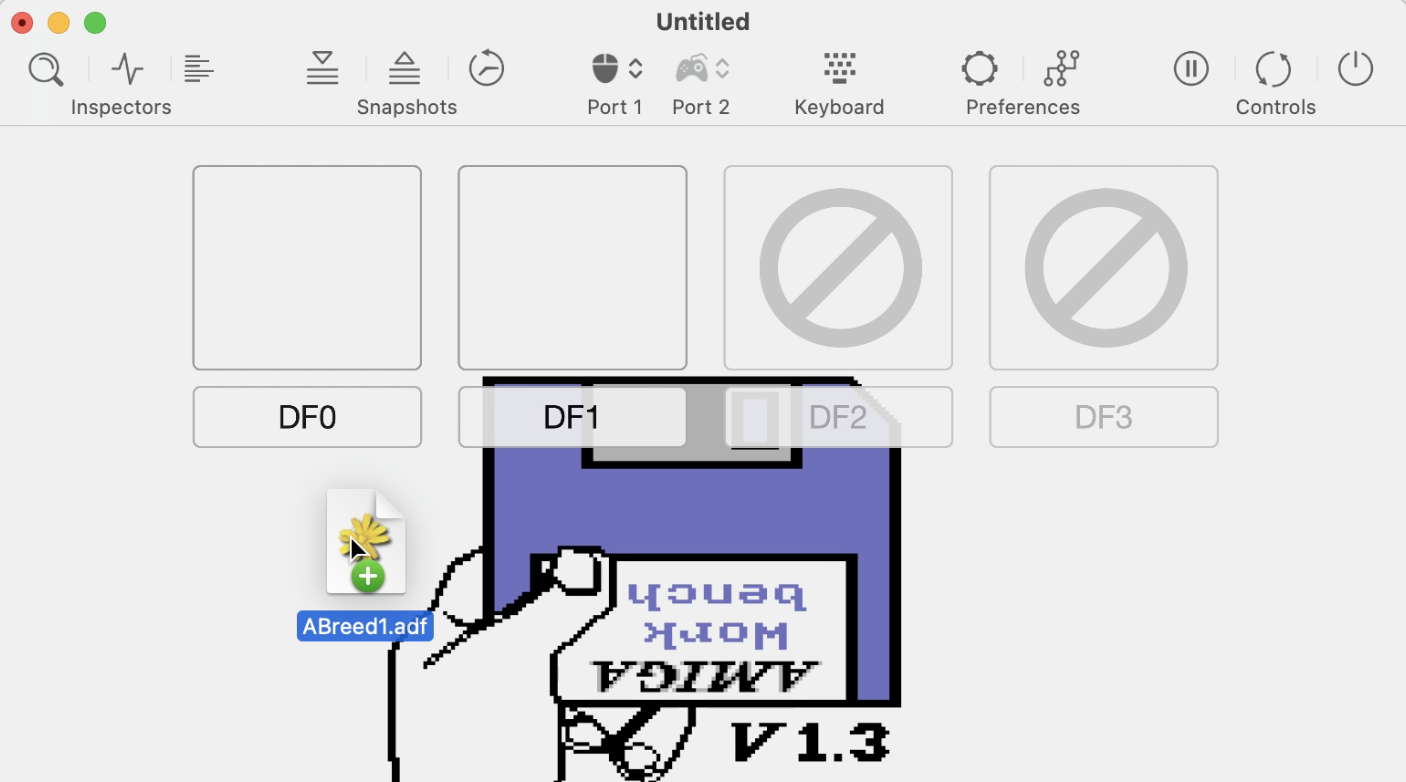 Untitled
Inspectors
Snapshots
Port 1
Port 2
Keyboard
Preferences
Controls
DF0
DF1
DF2
DF3
ABreed1.adf
bench
Work
AMIGA
V1.3